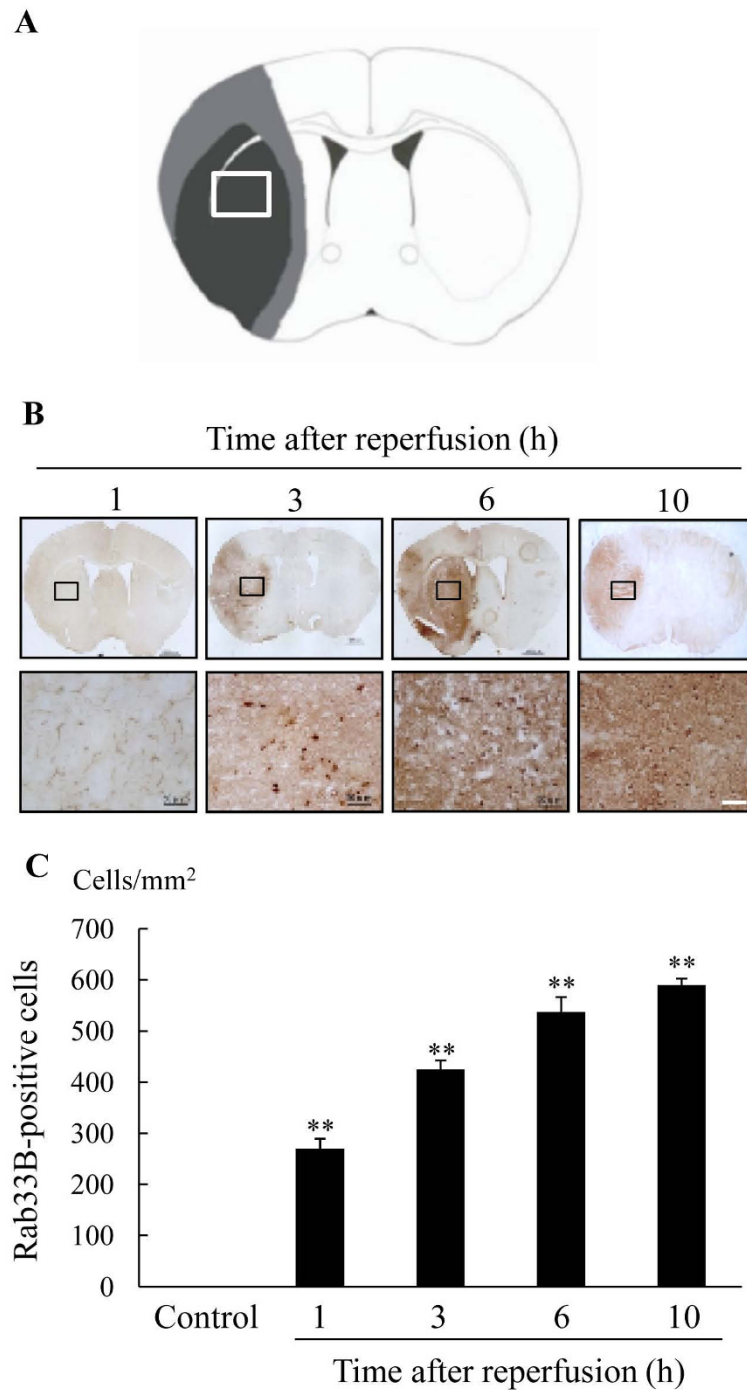 A
B
Time after reperfusion (h)
1 3 6 10
C
Cells/mm²
Rab33B-positive cells
700
600
500
400
300
200
100
0
** ** ** **
Control 1 3 6 10
Time after reperfusion (h)